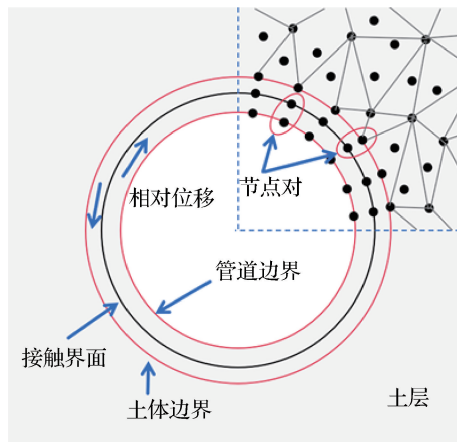 节点对
相对位移
管道边界
接触界面
土体边界
土层